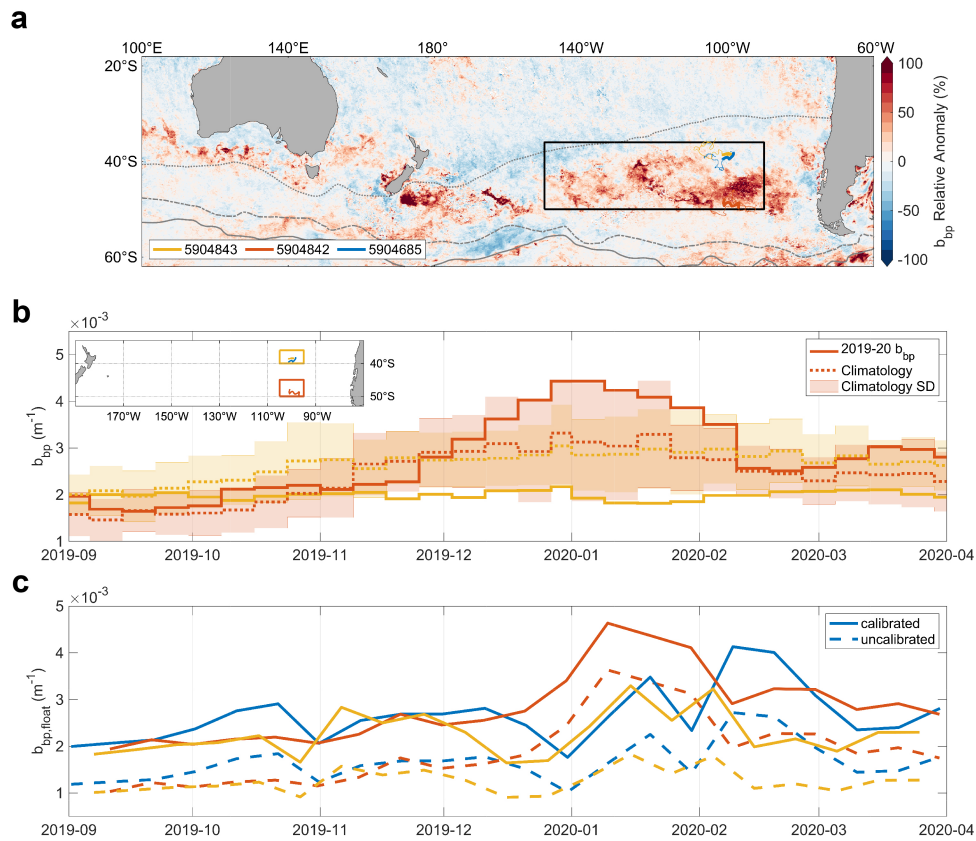 a
100°E 140°E 180° 140°W 100°W 60°W
20°S
40°S
60°S
5904843 5904842 5904685
100
50
0
-50
-100
b_bp Relative Anomaly (%)
b
×10⁻³
5
4
3
2
1
b_bp (m⁻¹)
40°S
50°S
170°W 150°W 130°W 110°W 90°W
2019-20 b_bp
Climatology
Climatology SD
2019-09 2019-10 2019-11 2019-12 2020-01 2020-02 2020-03 2020-04
c
×10⁻³
5
4
3
2
1
b_bp,float (m⁻¹)
calibrated
uncalibrated
2019-09 2019-10 2019-11 2019-12 2020-01 2020-02 2020-03 2020-04